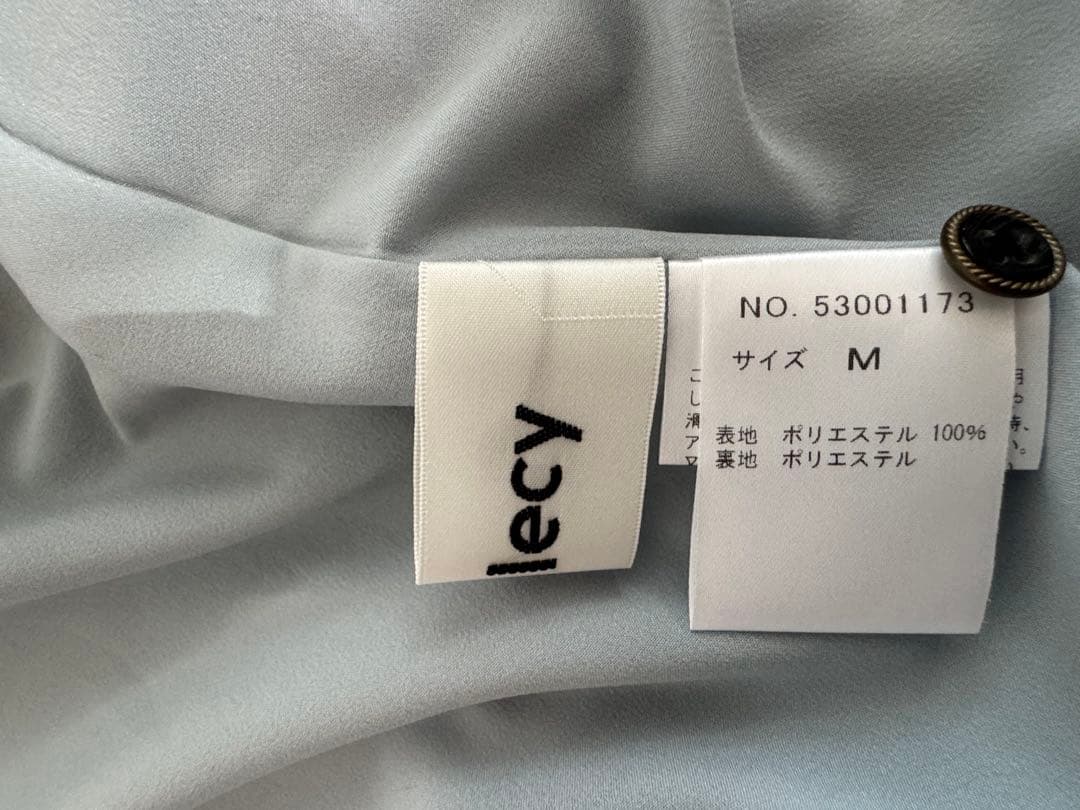 lecy
NO. 53001173
サイズ M
表地 ポリエステル 100%
裏地 ポリエステル